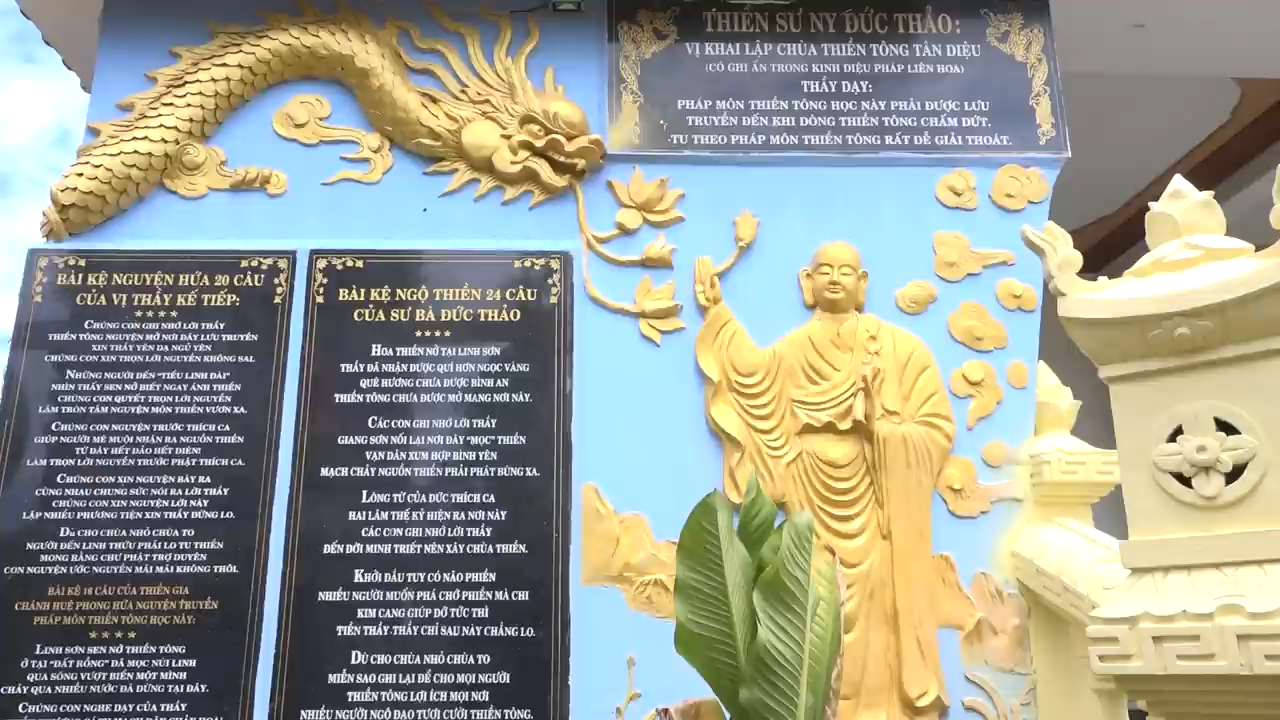 THIỀN SƯ NY ĐỨC THẢO:
VỊ KHAI LẬP CHÙA THIỀN TÔNG TÂN DIỆU
(CÓ GHI ẤN TRONG KINH DIỆU PHÁP LIÊN HOA)
THẦY DẠY:
PHÁP MÔN THIỀN TÔNG HỌC NÀY PHẢI ĐƯỢC LƯU
TRUYỀN ĐẾN KHI DÒNG THIỀN TÔNG CHẤM DỨT.
TU THEO PHÁP MÔN THIỀN TÔNG RẤT DỄ GIẢI THOÁT.
BÀI KỆ NGUYỆN HỨA 20 CÂU
CỦA VỊ THẦY KẾ TIẾP:
CHÚNG CON GHI NHỚ LỜI THẦY
THIỀN TÔNG NGUYỆN MỞ NƠI ĐÂY LƯU TRUYỀN
XIN THẦY YÊN DẠ NGỦ YÊN
CHÚNG CON XIN TRỌN LỜI NGUYỀN KHÔNG SAI.
NHỮNG NGƯỜI ĐẾN "TIỂU LINH ĐÀI"
NHÌN THẤY SEN NỞ BIẾT NGAY ÁNH THIỀN
CHÚNG CON QUYẾT TRỌN LỜI NGUYỀN
LÀM TRÒN TÂM NGUYỆN MÔN THIỀN VƯƠN XA.
CHÚNG CON NGUYỆN TRƯỚC THÍCH CA
GIÚP NGƯỜI MÊ MUỘI NHẬN RA NGUỒN THIỀN
TỪ ĐÂY HẾT ĐẢO HẾT ĐIÊN!
LÀM TRỌN LỜI NGUYỀN TRƯỚC PHẬT THÍCH CA.
CHÚNG CON XIN NGUYỆN BÀY RA
CÙNG NHAU CHUNG SỨC NÓI RA LỜI THẦY
CHÚNG CON XIN NGUYỆN LỜI NÀY
LẬP NHIỀU PHƯƠNG TIỆN XIN THẦY ĐỪNG LO.
DÙ CHO CHÙA NHỎ CHÙA TO
NGƯỜI ĐẾN LINH THỨU PHẢI LO TU THIỀN
MONG RẰNG CHƯ PHẬT TRỢ DUYÊN
CON NGUYỆN ƯỚC NGUYỀN MÃI MÃI KHÔNG THÔI.
BÀI KỆ 16 CÂU CỦA THIỀN GIA
CHÁNH HUỆ PHONG HỨA NGUYỆN TRUYỀN
PHÁP MÔN THIỀN TÔNG HỌC NÀY:
LINH SƠN SEN NỞ THIỀN TÔNG
Ở TẠI "ĐẤT RỒNG" ĐÃ MỌC NÚI LINH
QUA SÔNG VƯỢT BIỂN MỘT MÌNH
CHẢY QUA NHIỀU NƯỚC ĐÃ DỪNG TẠI ĐÂY.
CHÚNG CON NGHE DẠY CỦA THẦY
BÀI KỆ NGỘ THIỀN 24 CÂU
CỦA SƯ BÀ ĐỨC THẢO
HOA THIỀN NỞ TẠI LINH SƠN
THẦY ĐÃ NHẬN ĐƯỢC QUÍ HƠN NGỌC VÀNG
QUÊ HƯƠNG CHƯA ĐƯỢC BÌNH AN
THIỀN TÔNG CHƯA ĐƯỢC MỞ MANG NƠI NÀY.
CÁC CON GHI NHỚ LỜI THẦY
GIANG SƠN NỐI LẠI NƠI ĐÂY "MỌC" THIỀN
VẠN DÂN XUM HỢP BÌNH YÊN
MẠCH CHẢY NGUỒN THIỀN PHẢI PHÁT BỪNG XA.
LÒNG TỪ CỦA ĐỨC THÍCH CA
HAI LĂM THẾ KỶ HIỆN RA NƠI NÀY
CÁC CON GHI NHỚ LỜI THẦY
ĐẾN ĐỜI MINH TRIẾT NÊN XÂY CHÙA THIỀN.
KHỞI ĐẦU TUY CÓ NÃO PHIỀN
NHIỀU NGƯỜI MUỐN PHÁ CHỚ PHIỀN MÀ CHI
KIM CANG GIÚP ĐỠ TỨC THÌ
TIẾN THẦY THẦY CHỈ SAU NÀY CHẲNG LO.
DÙ CHO CHÙA NHỎ CHÙA TO
MIỄN SAO GHI LẠI ĐỂ CHO MỌI NGƯỜI
THIỀN TÔNG LỢI ÍCH MỌI NƠI
NHIỀU NGƯỜI NGỘ ĐẠO TƯƠI CƯỜI THIỀN TÔNG.